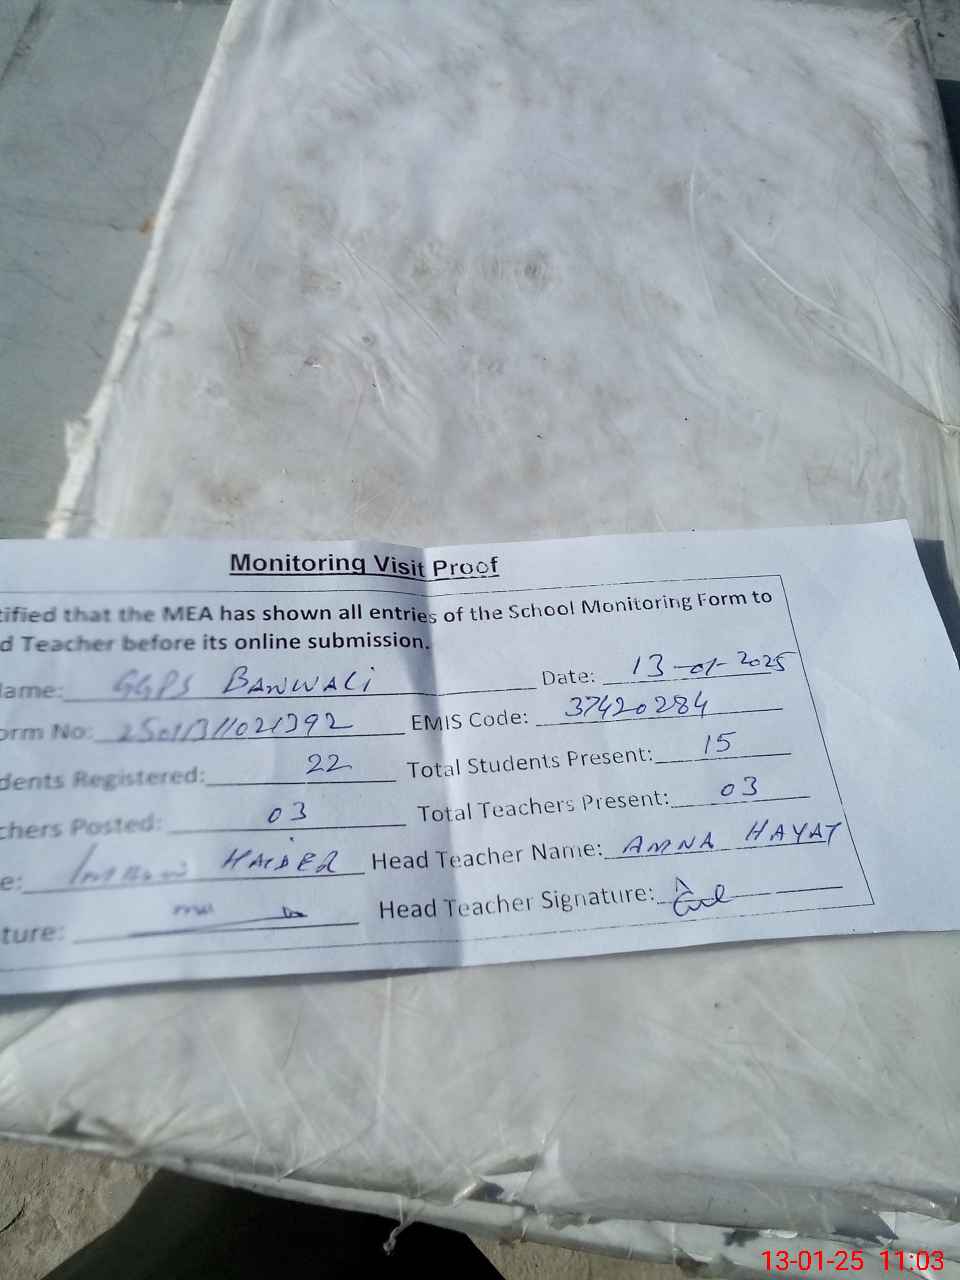 Monitoring Visit Proof
tified that the MEA has shown all entries of the School Monitoring Form to
d Teacher before its online submission.
lame: GGPS BANWALI Date: 13-01-2025
orm No: EMIS Code: 37420284
dents Registered: 22 Total Students Present: 15
chers Posted: 03 Total Teachers Present: 03
e: HAIDER Head Teacher Name: AMNA HAYAT
ture: Head Teacher Signature:
13-01-25 11:03